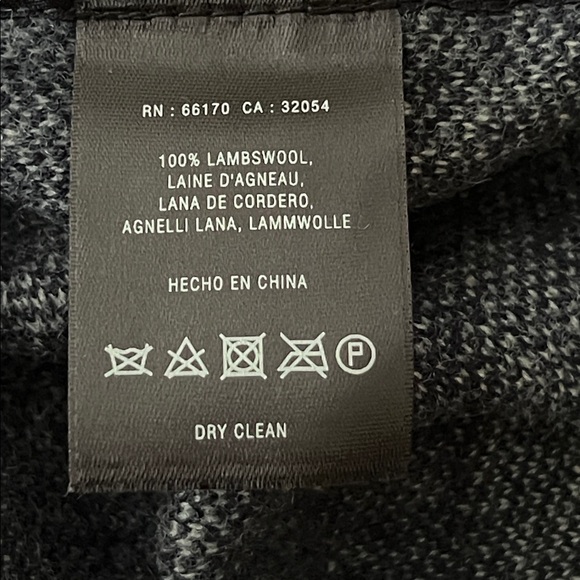 RN : 66170 CA : 32054
100% LAMBSWOOL,
LAINE D'AGNEAU,
LANA DE CORDERO,
AGNELLI LANA, LAMMWOLLE
HECHO EN CHINA
P
DRY CLEAN